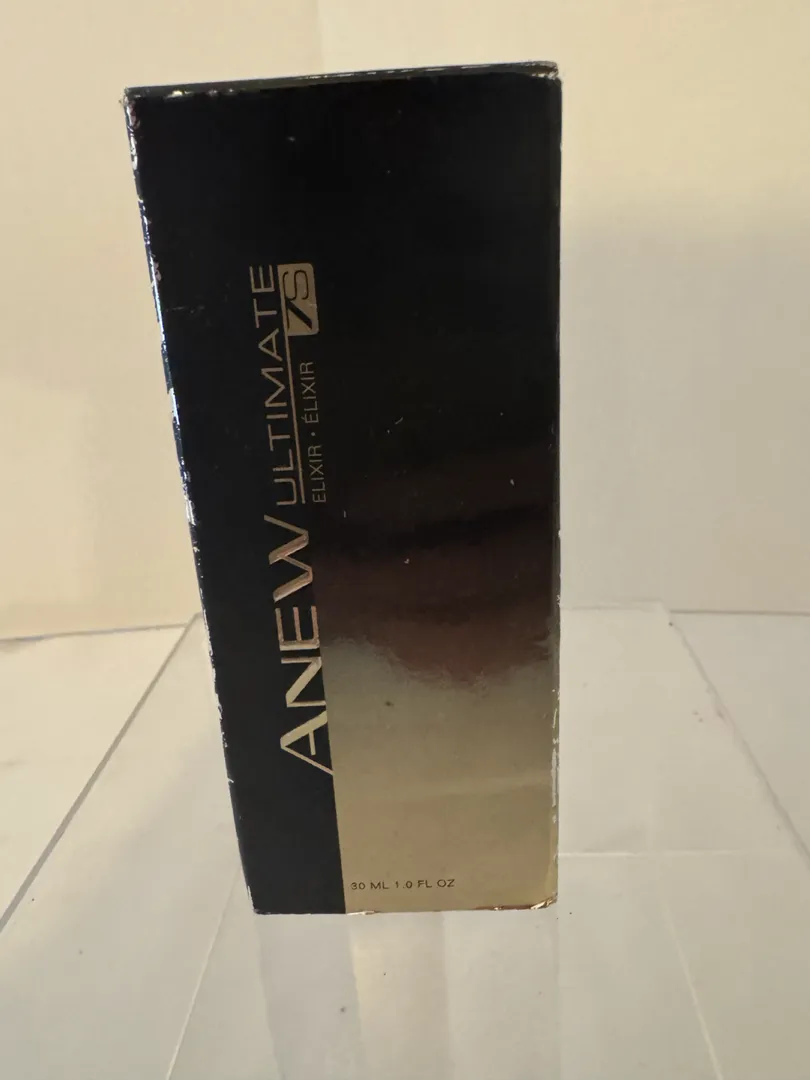 ANEW ULTIMATE
7S
ELIXIR • ÉLIXIR
30 ML 1.0 FL OZ